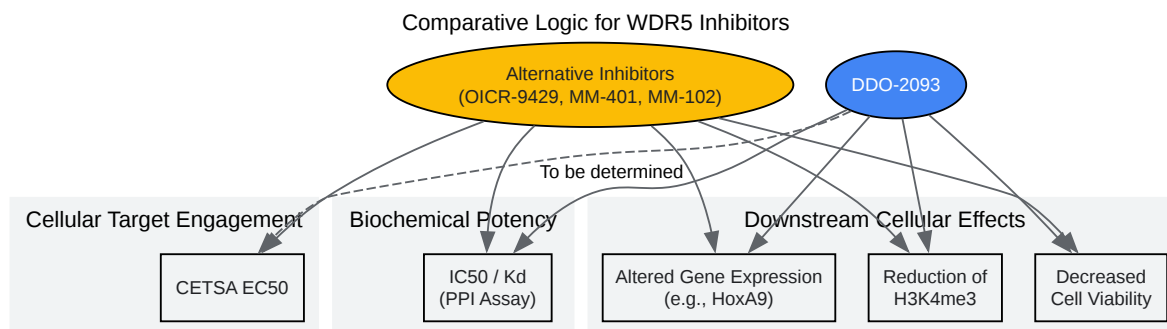 Comparative Logic for WDR5 Inhibitors
Alternative Inhibitors
(OICR-9429, MM-401, MM-102)
DDO-2093
To be determined
Cellular Target Engagement
Biochemical Potency
Downstream Cellular Effects
CETSA EC50
IC50 / Kd
(PPI Assay)
Altered Gene Expression
(e.g., HoxA9)
Reduction of
H3K4me3
Decreased
Cell Viability